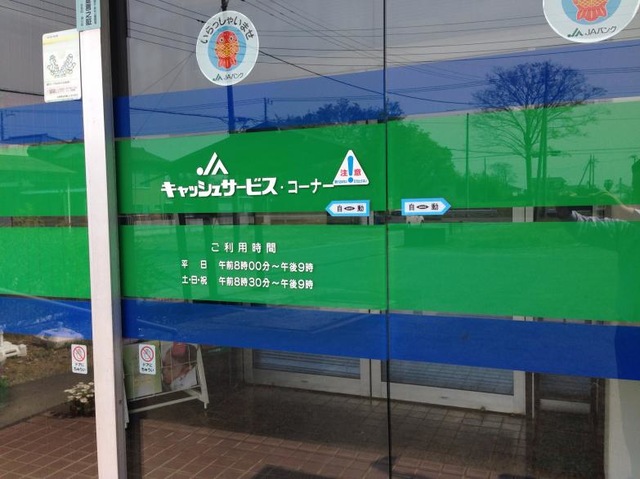 いらっしゃいませ
JAバンク
JAバンク
JA
キャッシュサービス・コーナー
注意
自動
自動
ご利用時間
平日 午前8時00分～午後9時
土・日・祝 午前8時30分～午後9時